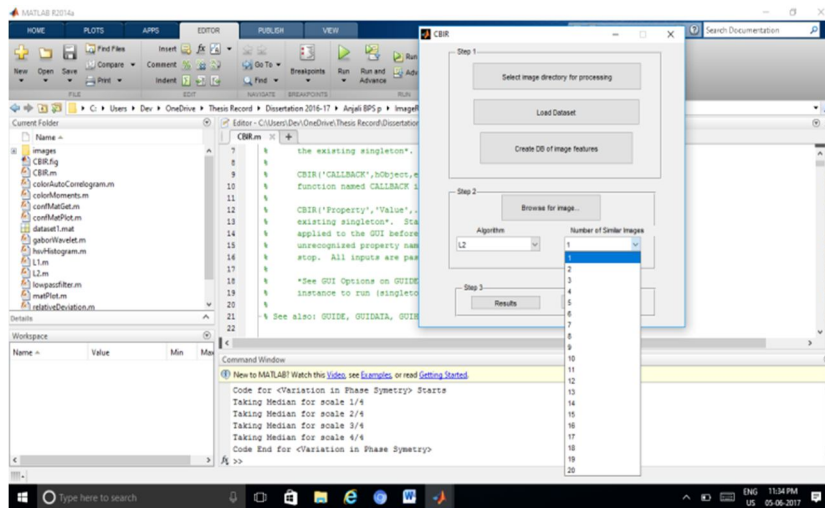 MATLAB R2014a
HOME
PLOTS
APPS
EDITOR
PUBLISH
VIEW
Search Documentation
New
Open
Save
Find Files
Compare
Print
Insert
Comment
Indent
Go To
Find
Breakpoints
Run
Run and
Advance
Run
FILE
EDIT
NAVIGATE
BREAKPOINTS
RUN
C: Users Dev OneDrive Thesis Record Dissertation 2016-17 Anjali BPS p
Current Folder
Name
images
CBIR.fig
CBIR.m
colorAutoCorrelogram.m
colorMoments.m
confMatGet.m
confMatPlot.m
dataset1.mat
gaborWavelet.m
hsvHistogram.m
L1.m
L2.m
lowpassfilter.m
matPlot.m
relativeDeviation.m
Details
Workspace
Name
Value
Min
Editor - C:\Users\Dev\OneDrive\Thesis Record\Dissertation
CBIR.m
7 % the existing singleton*.
8 %
9 % CBIR('CALLBACK',hObject,e
10 % function named CALLBACK i
11 %
12 % CBIR('Property','Value',.
13 % existing singleton*. Sta
14 % applied to the GUI before
15 % unrecognized property nam
16 % stop. All inputs are pas
17 %
18 % *See GUI Options on GUIDE
19 % instance to run (singleto
20 %
21 % See also: GUIDE, GUIDATA, GUIH
22
Command Window
New to MATLAB? Watch this Video, see Examples, or read Getting Started.
Code for <Variation in Phase Symetry> Starts
Taking Median for scale 1/4
Taking Median for scale 2/4
Taking Median for scale 3/4
Taking Median for scale 4/4
Code End for <Variation in Phase Symetry>
fx >>
CBIR
Step 1
Select image directory for processing
Load Dataset
Create DB of image features
Step 2
Browse for image...
Algorithm
Number of Similar Images
L2
1
1
2
3
4
5
6
7
8
9
10
11
12
13
14
15
16
17
18
19
20
Step 3
Results
Type here to search
ENG
US
11:34 PM
05-06-2017